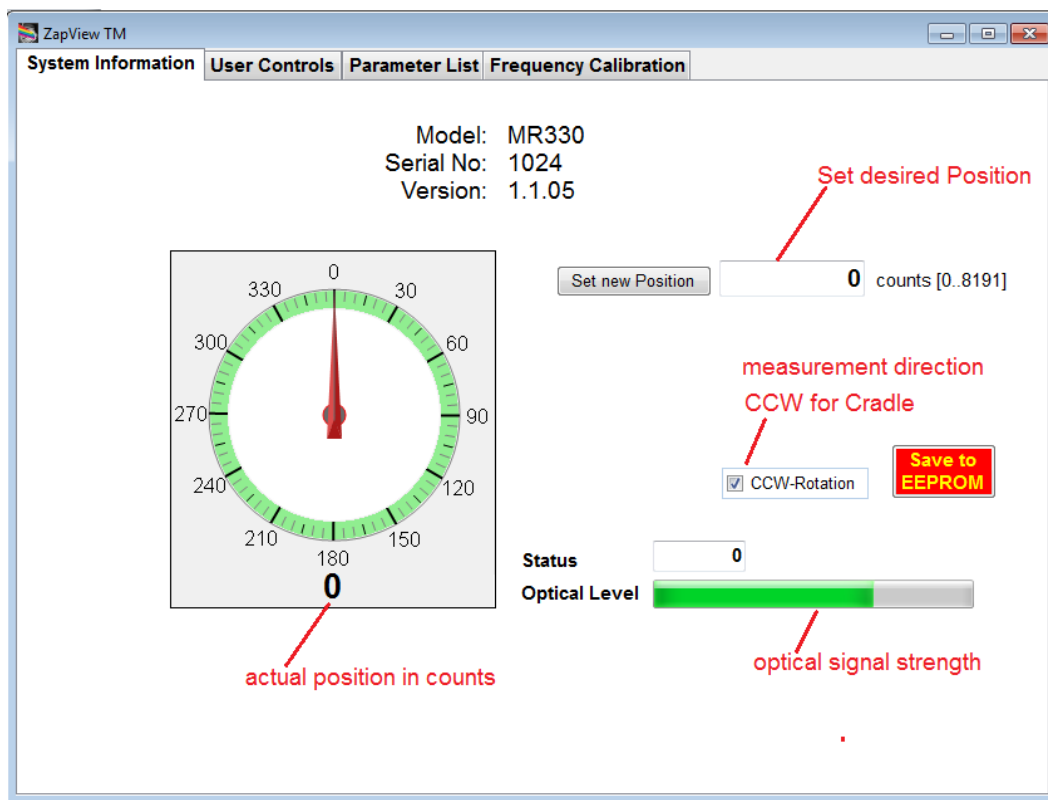 ZapView TM
System Information User Controls Parameter List Frequency Calibration
Model: MR330
Serial No: 1024
Version: 1.1.05
Set desired Position
Set new Position 0 counts [0..8191]
0
30
60
90
120
150
180
210
240
270
300
330
0
actual position in counts
measurement direction
CCW for Cradle
CCW-Rotation
Save to
EEPROM
Status 0
Optical Level
optical signal strength